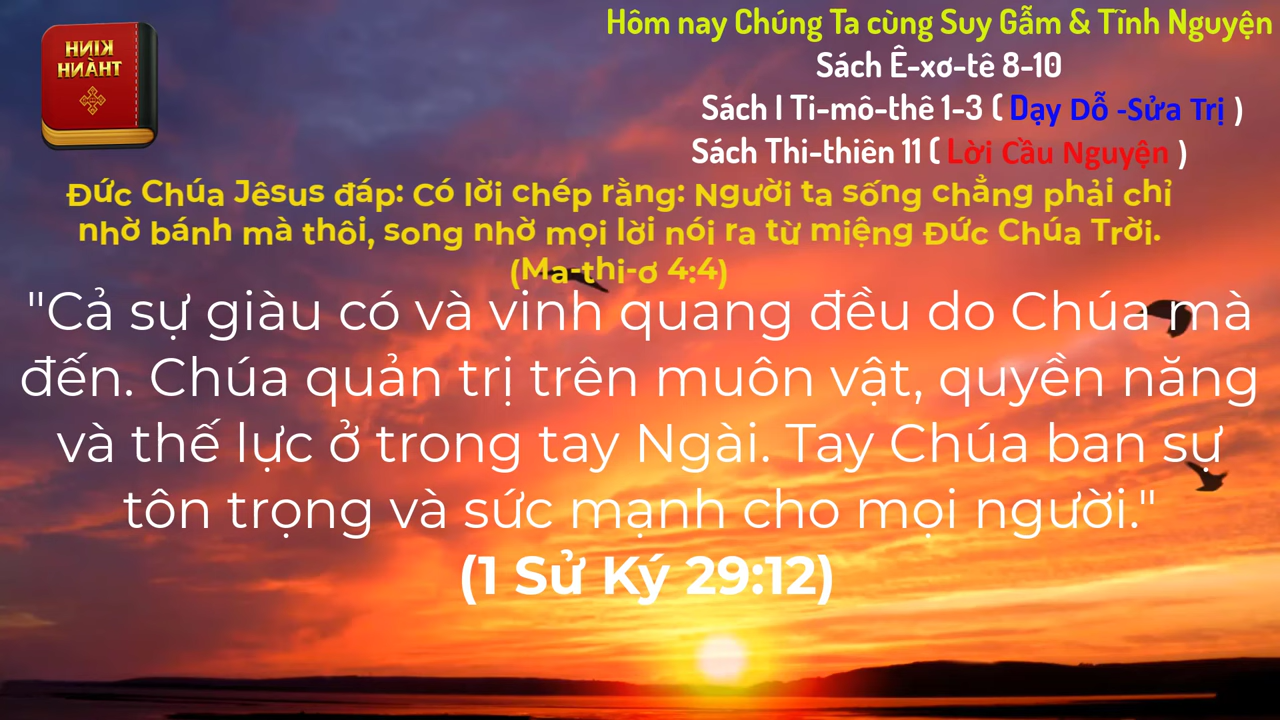 KINH
THÀNH
Hôm nay Chúng Ta cùng Suy Gẫm & Tĩnh Nguyện
Sách Ê-xơ-tê 8-10
Sách I Ti-mô-thê 1-3 ( Dạy Dỗ -Sửa Trị )
Sách Thi-thiên 11 ( Lời Cầu Nguyện )
Đức Chúa Jêsus đáp: Có lời chép rằng: Người ta sống chẳng phải chỉ
nhờ bánh mà thôi, song nhờ mọi lời nói ra từ miệng Đức Chúa Trời.
(Ma-thi-ơ 4:4)
"Cả sự giàu có và vinh quang đều do Chúa mà
đến. Chúa quản trị trên muôn vật, quyền năng
và thế lực ở trong tay Ngài. Tay Chúa ban sự
tôn trọng và sức mạnh cho mọi người."
(1 Sử Ký 29:12)